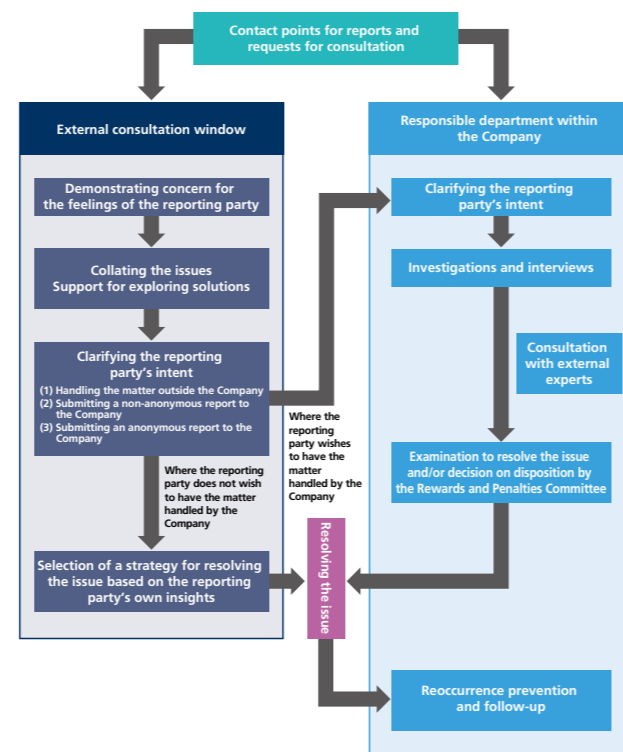 Contact points for reports and
requests for consultation
External consultation window
Demonstrating concern for
the feelings of the reporting party
Collating the issues
Support for exploring solutions
Clarifying the reporting
party's intent
(1) Handling the matter outside the Company
(2) Submitting a non-anonymous report to
the Company
(3) Submitting an anonymous report to the
Company
Where the reporting
party does not wish
to have the matter
handled by the
Company
Where the
reporting
party wishes
to have the
matter
handled by the
Company
Selection of a strategy for resolving
the issue based on the reporting
party's own insights
Resolving the issue
Responsible department within
the Company
Clarifying the reporting
party's intent
Investigations and interviews
Consultation
with external
experts
Examination to resolve the issue
and/or decision on disposition by
the Rewards and Penalties Committee
Reoccurrence prevention
and follow-up